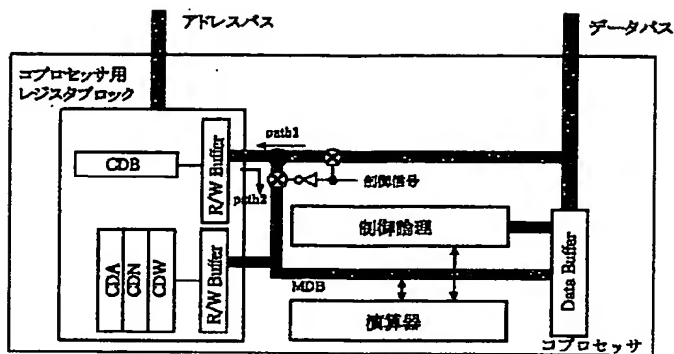 アドレスバス
データバス
コプロセッサ用
レジスタブロック
path1
CDB
R/W Buffer
制御信号
path2
制御論理
CDA
CDN
CDW
R/W Buffer
Data Buffer
MDB
演算器
コプロセッサ